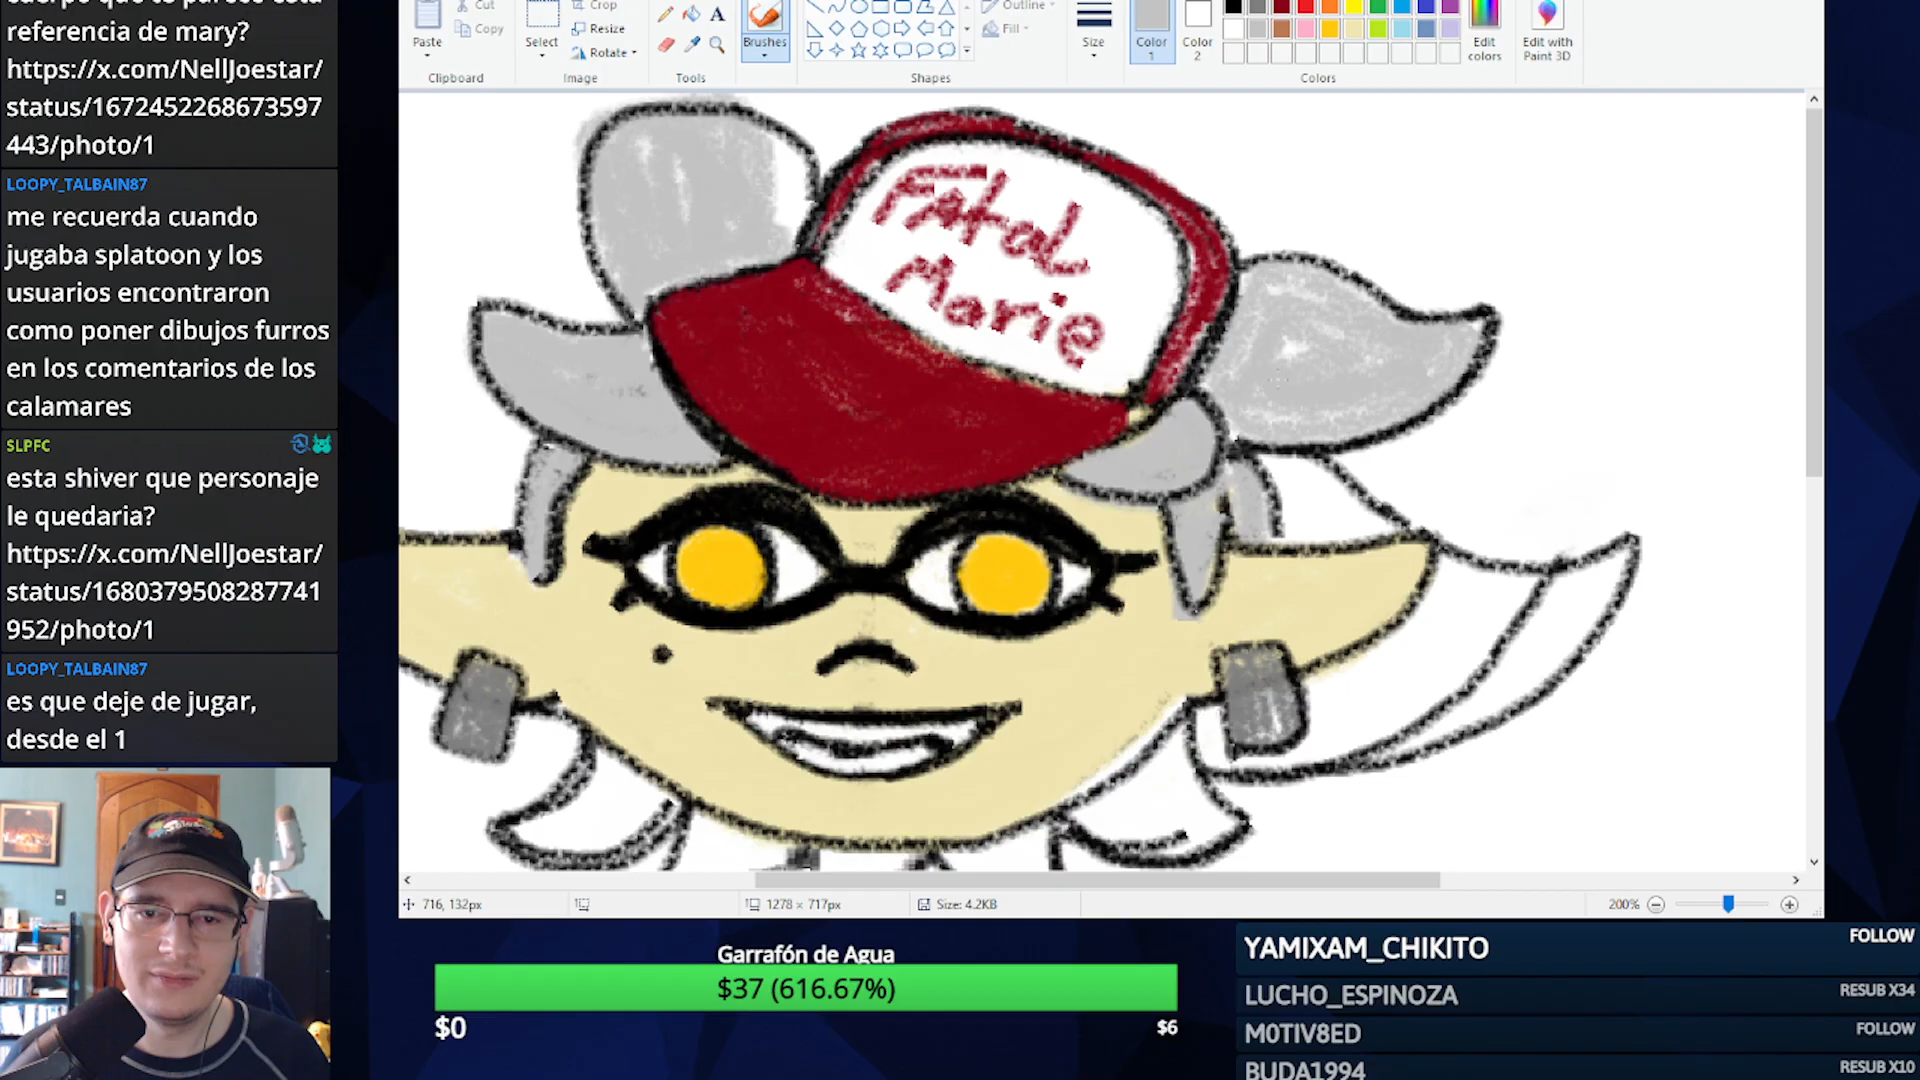 referencia de mary?
https://x.com/NellJoestar/
status/1672452268673597
443/photo/1
LOOPY_TALBAIN87
me recuerda cuando
jugaba splatoon y los
usuarios encontraron
como poner dibujos furros
en los comentarios de los
calamares
SLPFC
esta shiver que personaje
le quedaria?
https://x.com/NellJoestar/
status/1680379508287741
952/photo/1
LOOPY_TALBAIN87
es que deje de jugar,
desde el 1
Paste
Cut
Copy
Clipboard
Select
Crop
Resize
Rotate
Image
A
Tools
Brushes
Outline
Fill
Shapes
Size
Color
1
Color
2
Edit
colors
Edit with
Paint 3D
Colors
Fatal
Marie
716, 132px
1278 × 717px
Size: 4.2KB
200%
Garrafón de Agua
$37 (616.67%)
$0
$6
YAMIXAM_CHIKITO FOLLOW
LUCHO_ESPINOZA RESUB X34
M0TIV8ED FOLLOW
BUDA1994 RESUB X10